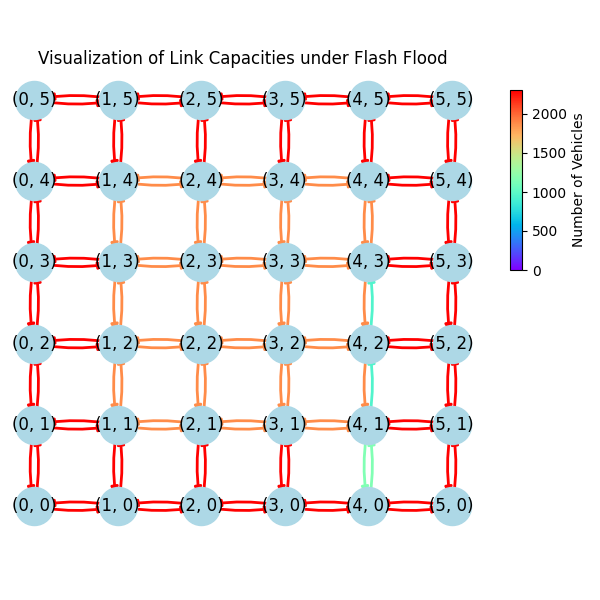 Visualization of Link Capacities under Flash Flood
(0, 5) (1, 5) (2, 5) (3, 5) (4, 5) (5, 5)
(0, 4) (1, 4) (2, 4) (3, 4) (4, 4) (5, 4)
(0, 3) (1, 3) (2, 3) (3, 3) (4, 3) (5, 3)
(0, 2) (1, 2) (2, 2) (3, 2) (4, 2) (5, 2)
(0, 1) (1, 1) (2, 1) (3, 1) (4, 1) (5, 1)
(0, 0) (1, 0) (2, 0) (3, 0) (4, 0) (5, 0)
2000
1500
1000
500
0
Number of Vehicles